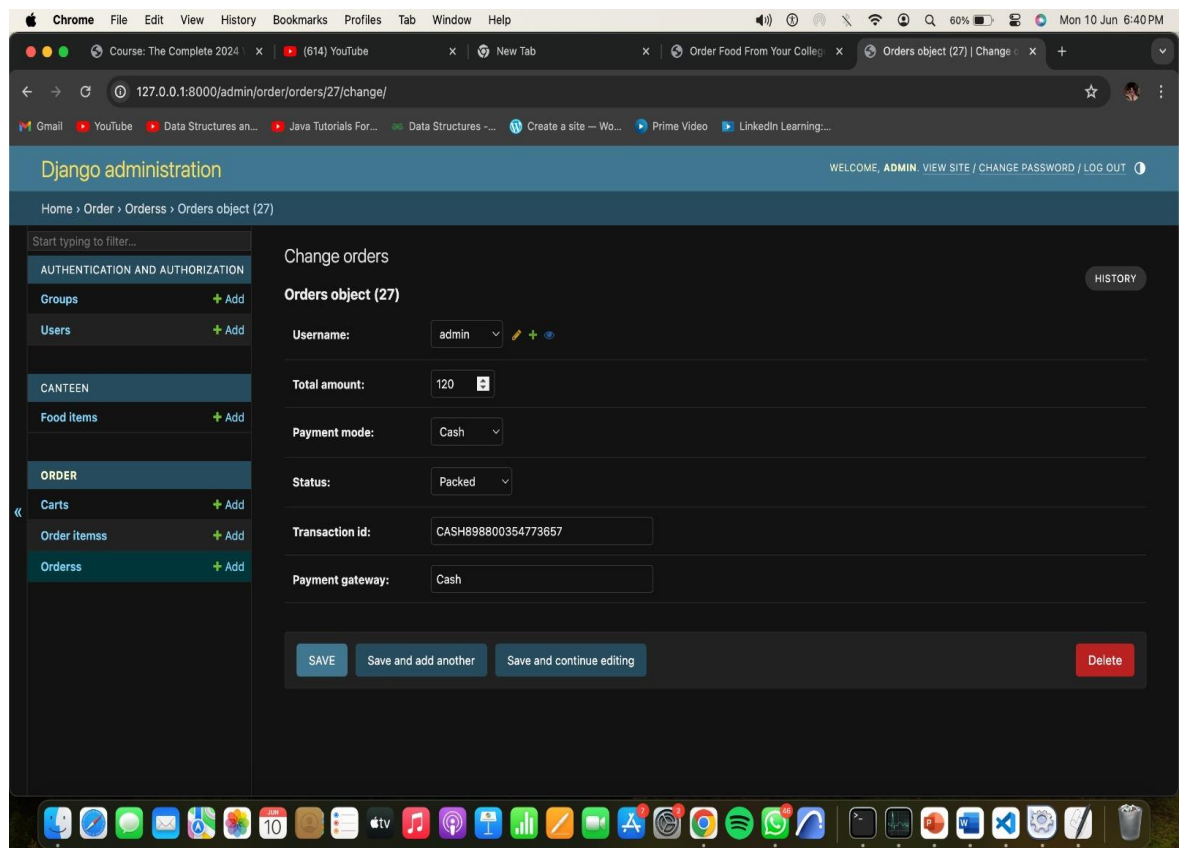 Chrome File Edit View History Bookmarks Profiles Tab Window Help 60% Mon 10 Jun 6:40 PM
Course: The Complete 2024 (614) YouTube New Tab Order Food From Your Colleg Orders object (27) | Change
127.0.0.1:8000/admin/order/orders/27/change/
Gmail YouTube Data Structures an... Java Tutorials For... Data Structures -... Create a site — Wo... Prime Video LinkedIn Learning:...
Django administration WELCOME, ADMIN. VIEW SITE / CHANGE PASSWORD / LOG OUT
Home › Order › Orderss › Orders object (27)
Start typing to filter...
AUTHENTICATION AND AUTHORIZATION
Groups + Add
Users + Add
CANTEEN
Food items + Add
ORDER
Carts + Add
Order itemss + Add
Orderss + Add
«
Change orders
HISTORY
Orders object (27)
Username: admin
Total amount: 120
Payment mode: Cash
Status: Packed
Transaction id: CASH898800354773657
Payment gateway: Cash
SAVE Save and add another Save and continue editing Delete
JUN
10 tv 7 2 46 P W